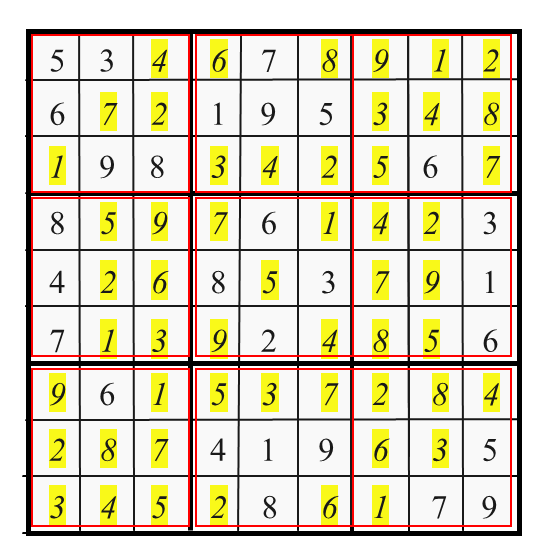 5 3 4 6 7 8 9 1 2
6 7 2 1 9 5 3 4 8
1 9 8 3 4 2 5 6 7
8 5 9 7 6 1 4 2 3
4 2 6 8 5 3 7 9 1
7 1 3 9 2 4 8 5 6
9 6 1 5 3 7 2 8 4
2 8 7 4 1 9 6 3 5
3 4 5 2 8 6 1 7 9